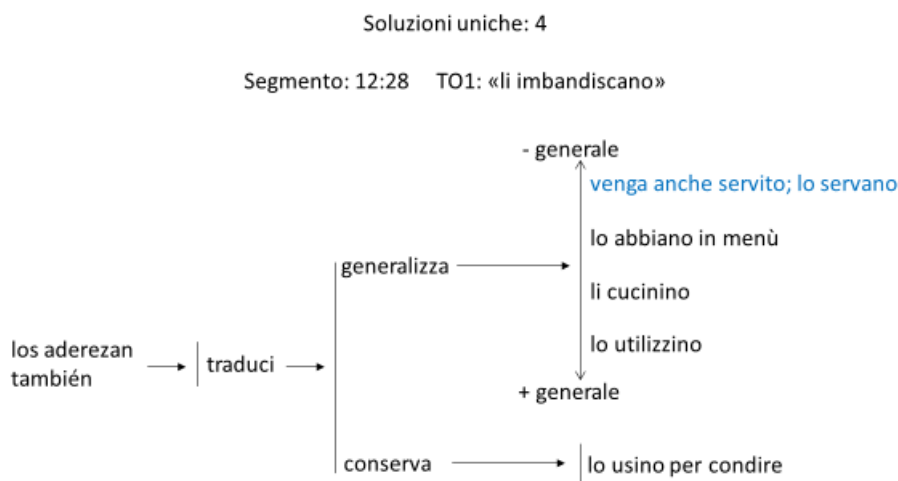 Soluzioni uniche: 4
Segmento: 12:28 TO1: «li imbandiscano»
- generale
venga anche servito; lo servano
lo abbiano in menù
generalizza
li cucinino
lo utilizzino
los aderezan
también
traduci
+ generale
conserva
lo usino per condire